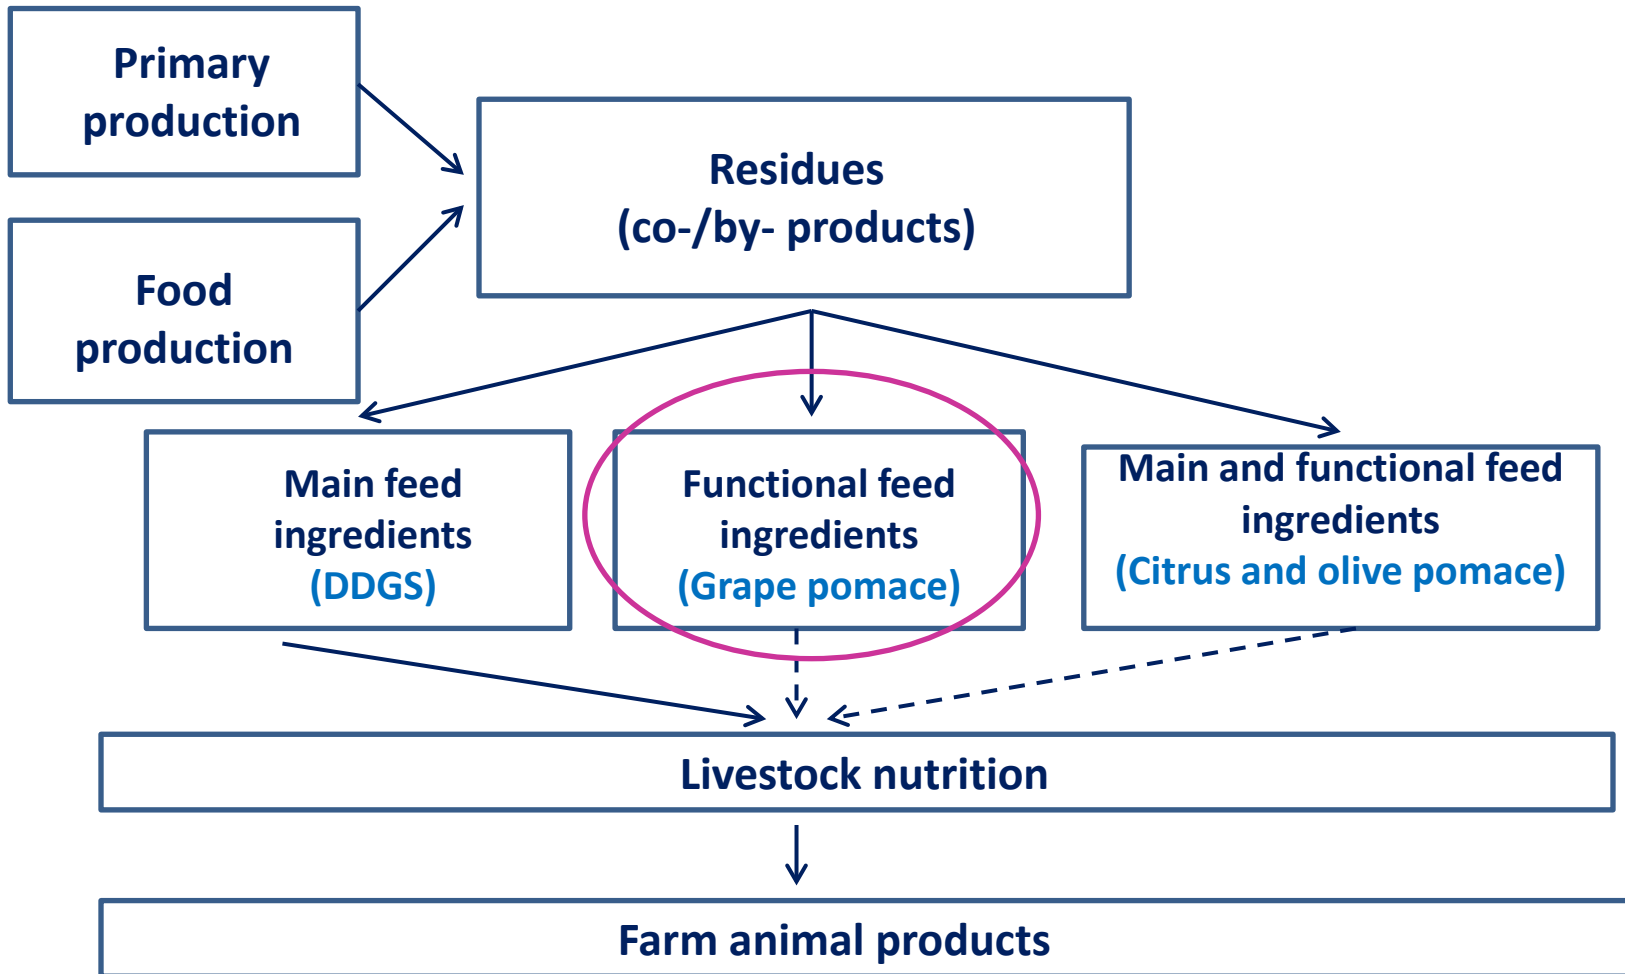 Primary
production
Food
production
Residues
(co-/by- products)
Main feed
ingredients
(DDGS)
Functional feed
ingredients
(Grape pomace)
Main and functional feed
ingredients
(Citrus and olive pomace)
Livestock nutrition
Farm animal products